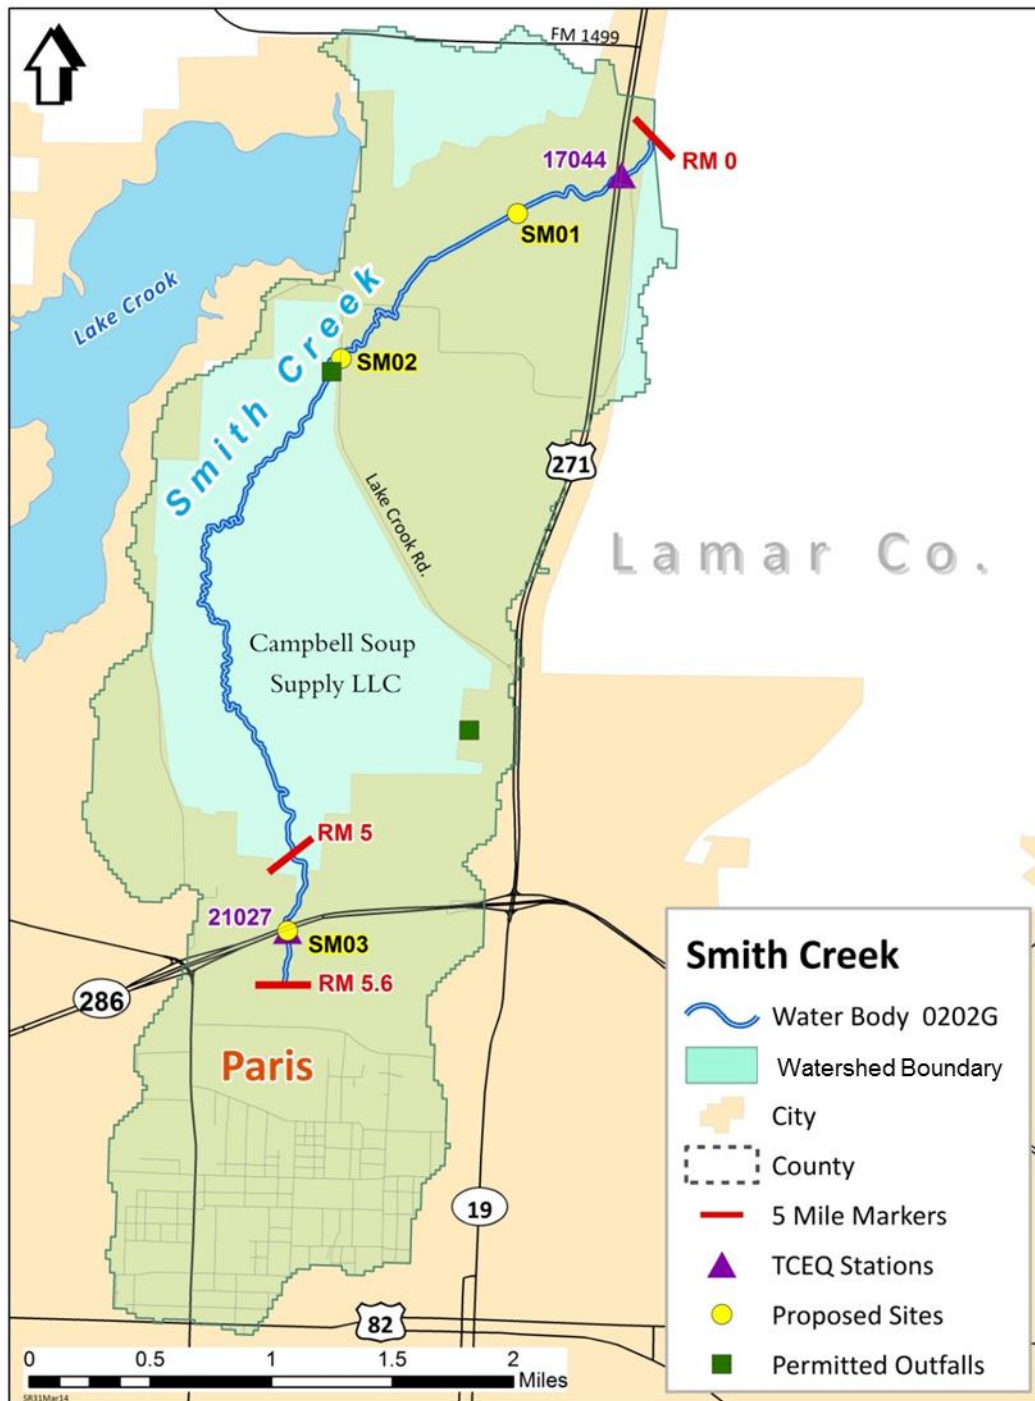 FM 1499
17044
RM 0
SM01
Lake Crook
Smith Creek
SM02
271
Lake Crook Rd.
Lamar Co.
Campbell Soup
Supply LLC
RM 5
21027
SM03
RM 5.6
286
Paris
19
82
Smith Creek
Water Body 0202G
Watershed Boundary
City
County
5 Mile Markers
TCEQ Stations
Proposed Sites
Permitted Outfalls
0 0.5 1 2
Miles
SR31Mar14